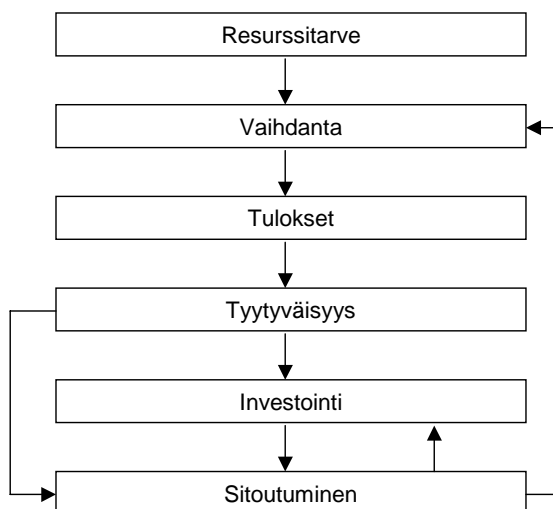 Resurssitarve
Vaihdanta
Tulokset
Tyytyväisyys
Investointi
Sitoutuminen